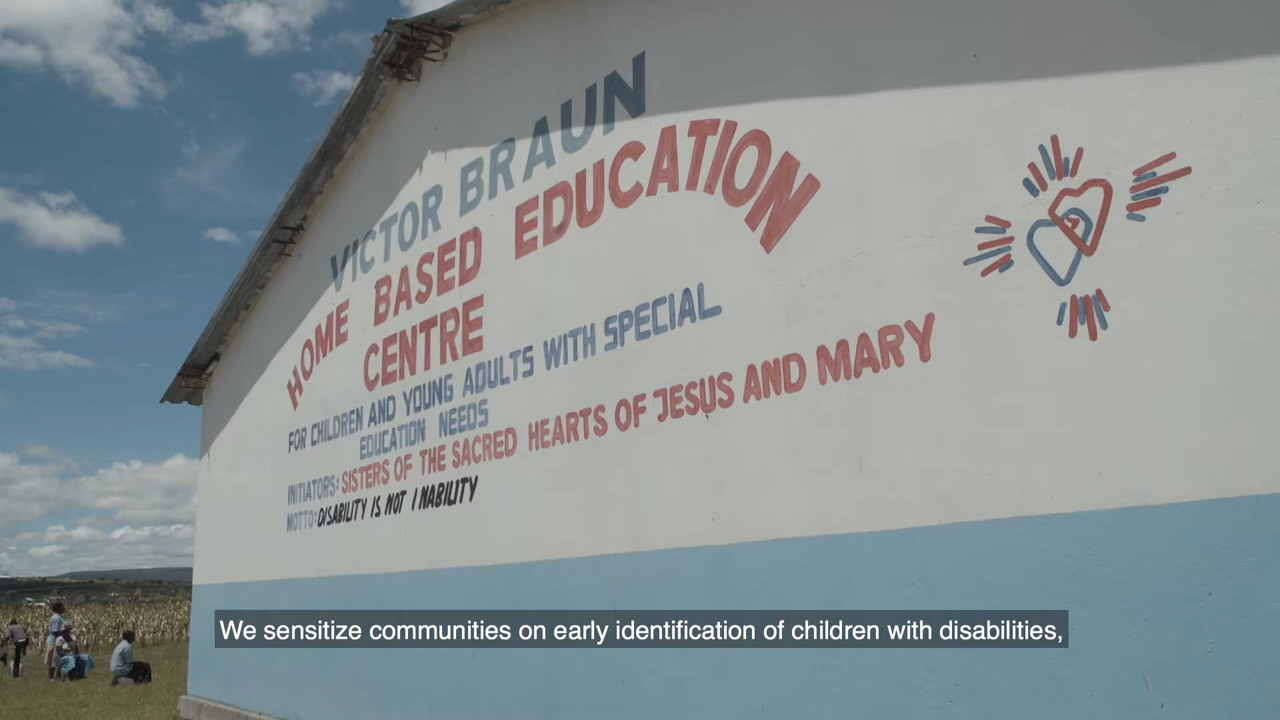 VICTOR BRAUN
HOME BASED EDUCATION
CENTRE
FOR CHILDREN AND YOUNG ADULTS WITH SPECIAL
EDUCATION NEEDS
INITIATORS: SISTERS OF THE SACRED HEARTS OF JESUS AND MARY
MOTTO: DISABILITY IS NOT INABILITY
We sensitize communities on early identification of children with disabilities,